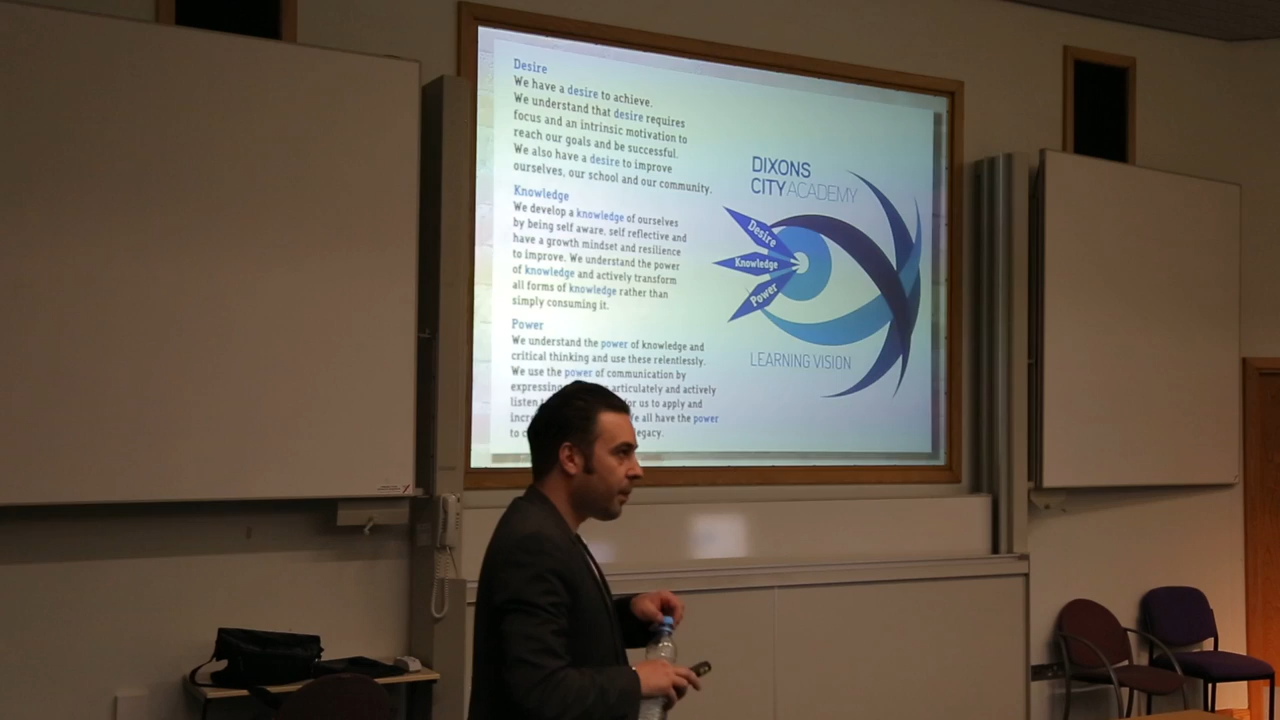 Desire
We have a desire to achieve.
We understand that desire requires
focus and an intrinsic motivation to
reach our goals and be successful.
We also have a desire to improve
ourselves, our school and our community.
Knowledge
We develop a knowledge of ourselves
by being self aware, self reflective and
have a growth mindset and resilience
to improve. We understand the power
of knowledge and actively transform
all forms of knowledge rather than
simply consuming it.
Power
We understand the power of knowledge and
critical thinking and use these relentlessly.
We use the power of communication by
expressing articulately and actively
listen for us to apply and
We all have the power
to legacy.
DIXONS
CITY ACADEMY
Desire
Knowledge
Power
LEARNING VISION